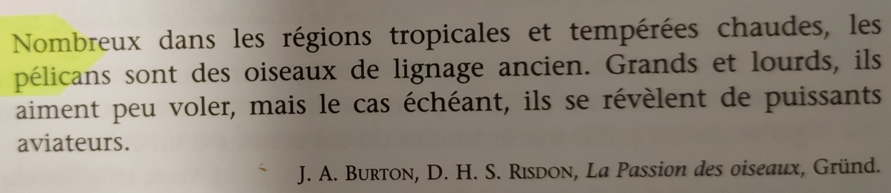 Nombreux dans les régions tropicales et tempérées chaudes, les
pélicans sont des oiseaux de lignage ancien. Grands et lourds, ils
aiment peu voler, mais le cas échéant, ils se révèlent de puissants
aviateurs.
J. A. BURTON, D. H. S. RISDON, La Passion des oiseaux, Gründ.